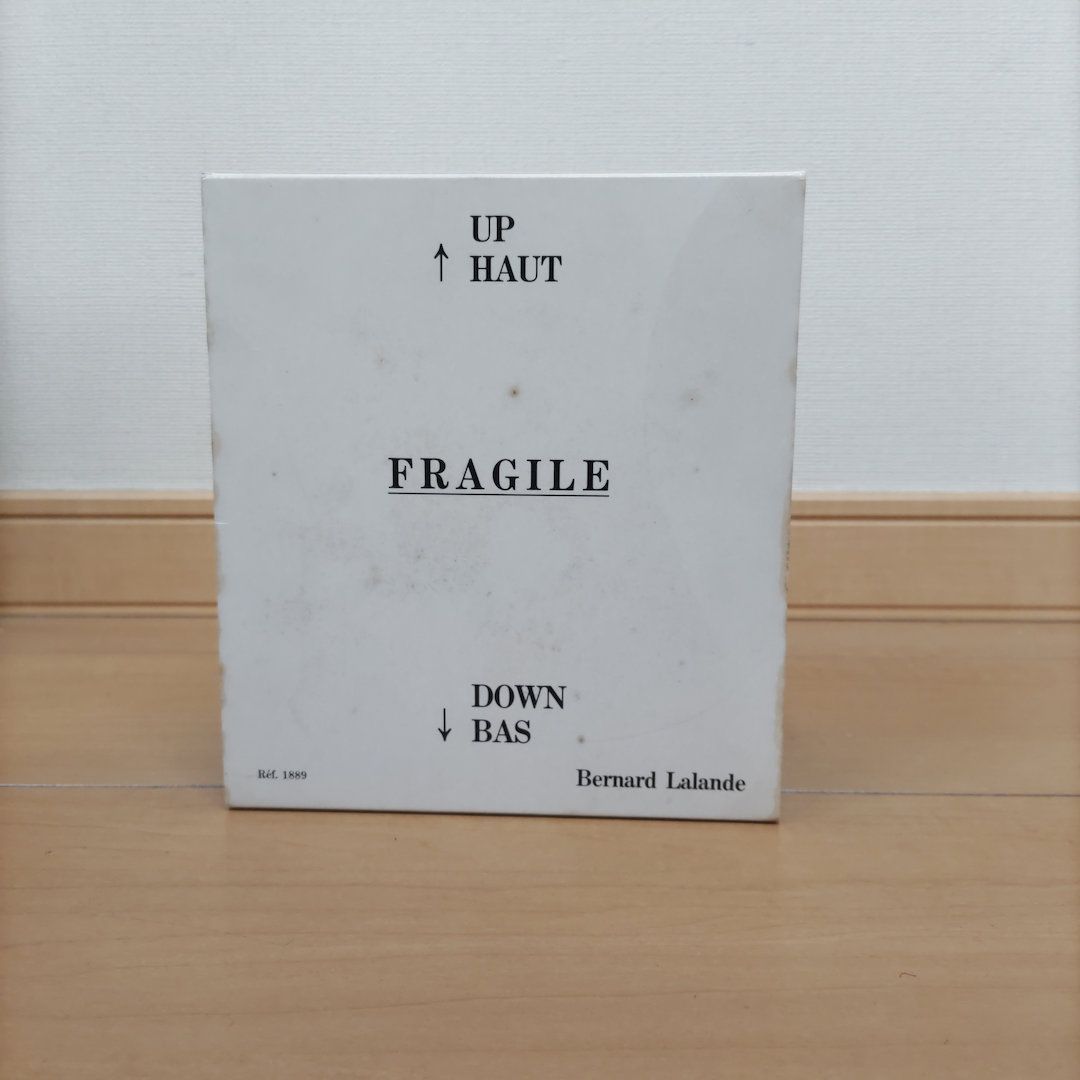 UP
↑ HAUT
FRAGILE
DOWN
↓ BAS
Réf. 1889
Bernard Lalande